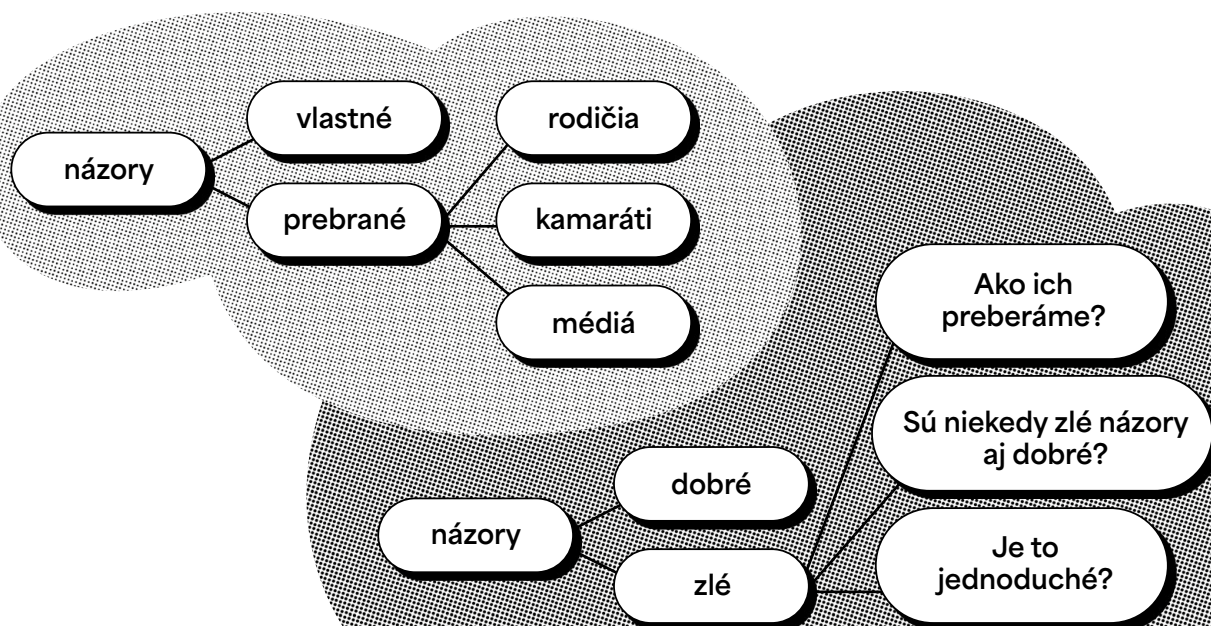 názory
vlastné
prebrané
rodičia
kamaráti
médiá
názory
dobré
zlé
Ako ich
preberáme?
Sú niekedy zlé názory
aj dobré?
Je to
jednoduché?